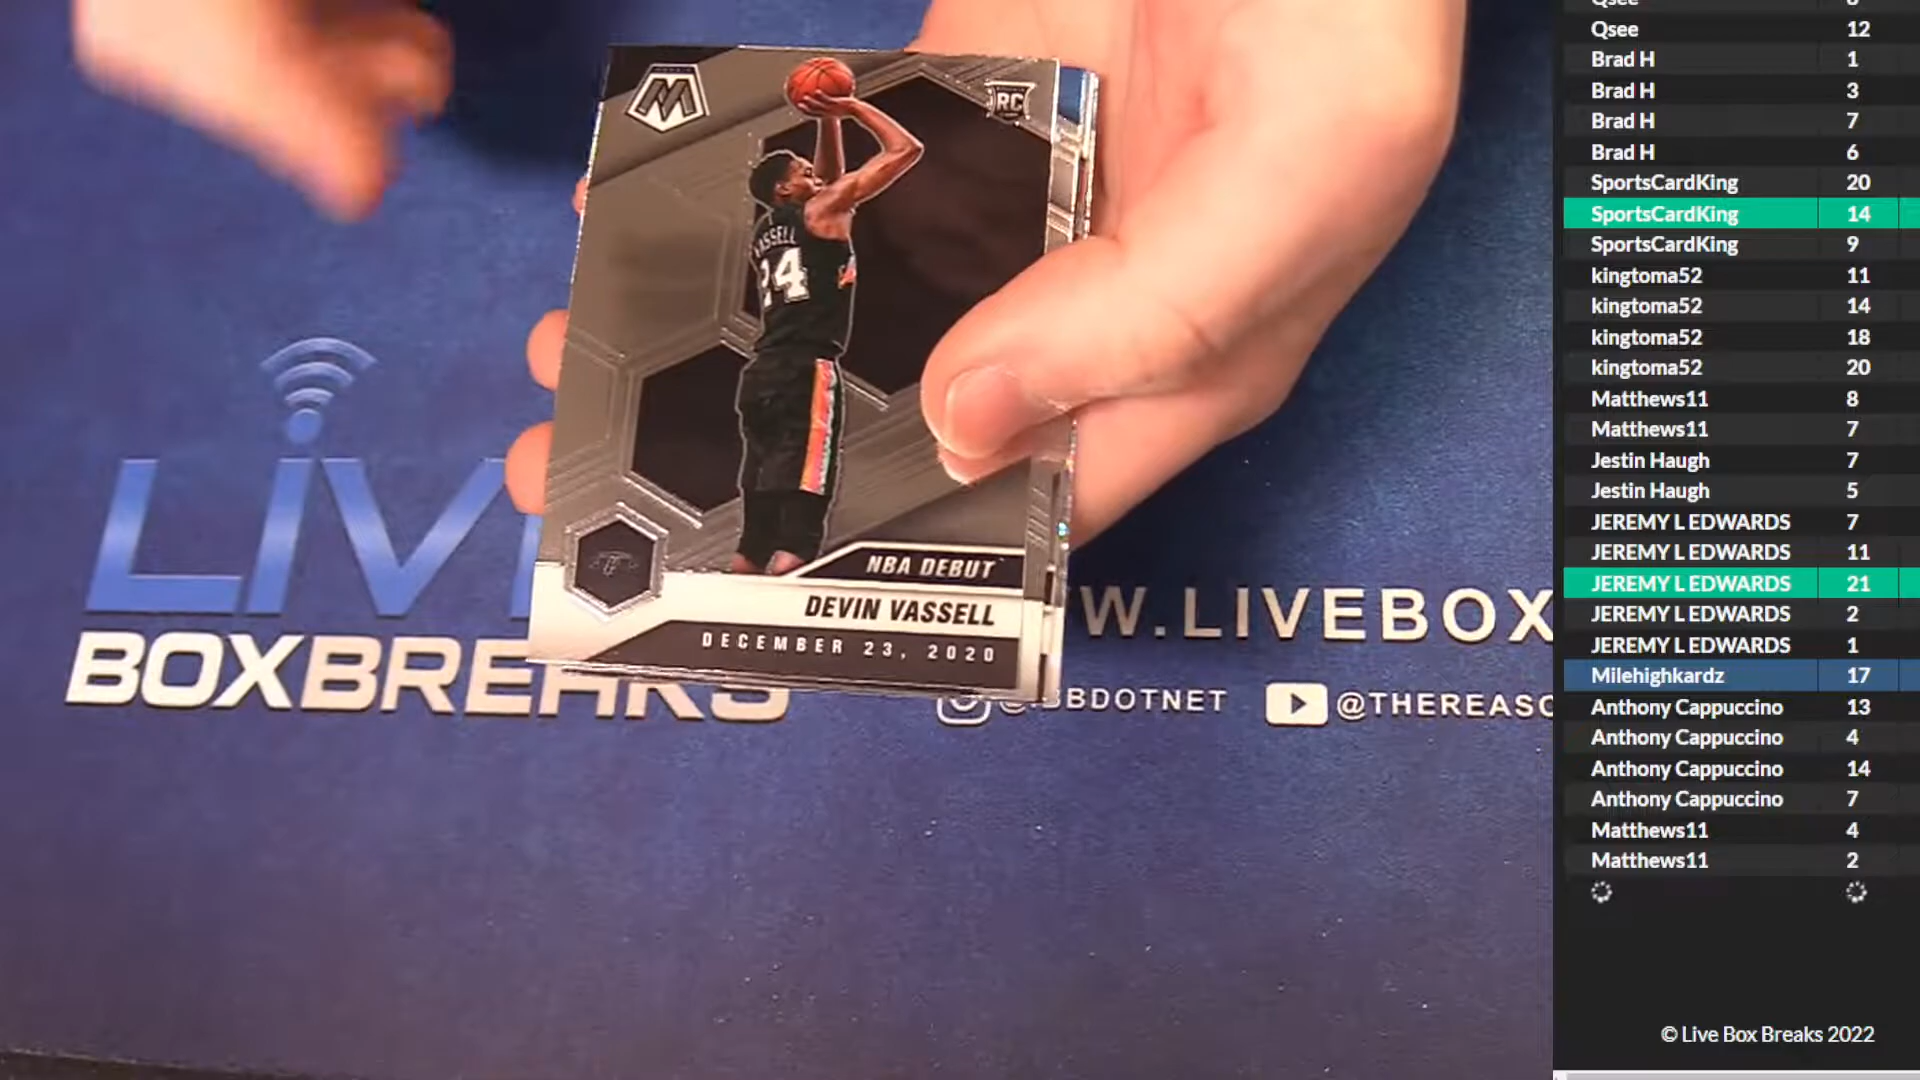 M
RC
VASSELL
24
NBA DEBUT
DEVIN VASSELL
DECEMBER 23, 2020
LIV
BOXBREAKS
W.LIVEBOX
BBDOTNET
@THEREASO
Qsee
Qsee 12
Brad H 1
Brad H 3
Brad H 7
Brad H 6
SportsCardKing 20
SportsCardKing 14
SportsCardKing 9
kingtoma52 11
kingtoma52 14
kingtoma52 18
kingtoma52 20
Matthews11 8
Matthews11 7
Jestin Haugh 7
Jestin Haugh 5
JEREMY L EDWARDS 7
JEREMY L EDWARDS 11
JEREMY L EDWARDS 21
JEREMY L EDWARDS 2
JEREMY L EDWARDS 1
Milehighkardz 17
Anthony Cappuccino 13
Anthony Cappuccino 4
Anthony Cappuccino 14
Anthony Cappuccino 7
Matthews11 4
Matthews11 2
© Live Box Breaks 2022